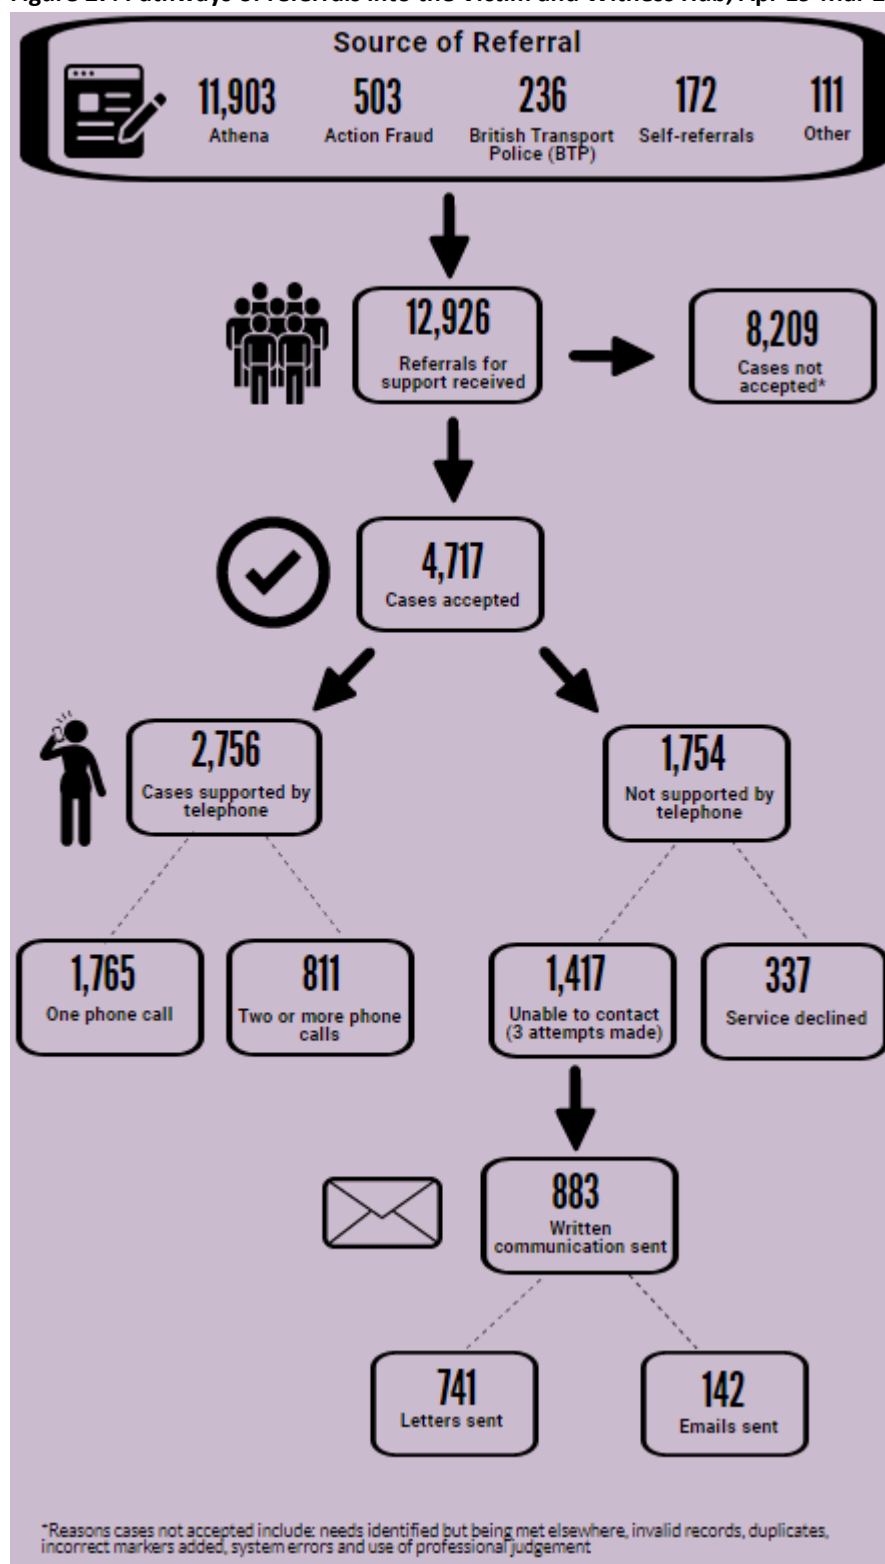 Source of Referral
11,903
Athena
503
Action Fraud
236
British Transport
Police (BTP)
172
Self-referrals
111
Other
12,926
Referrals for
support received
8,209
Cases not
accepted*
4,717
Cases accepted
2,756
Cases supported by
telephone
1,754
Not supported by
telephone
1,765
One phone call
811
Two or more phone
calls
1,417
Unable to contact
(3 attempts made)
337
Service declined
883
Written
communication sent
741
Letters sent
142
Emails sent
*Reasons cases not accepted include: needs identified but being met elsewhere, invalid records, duplicates,
incorrect markers added, system errors and use of professional judgement